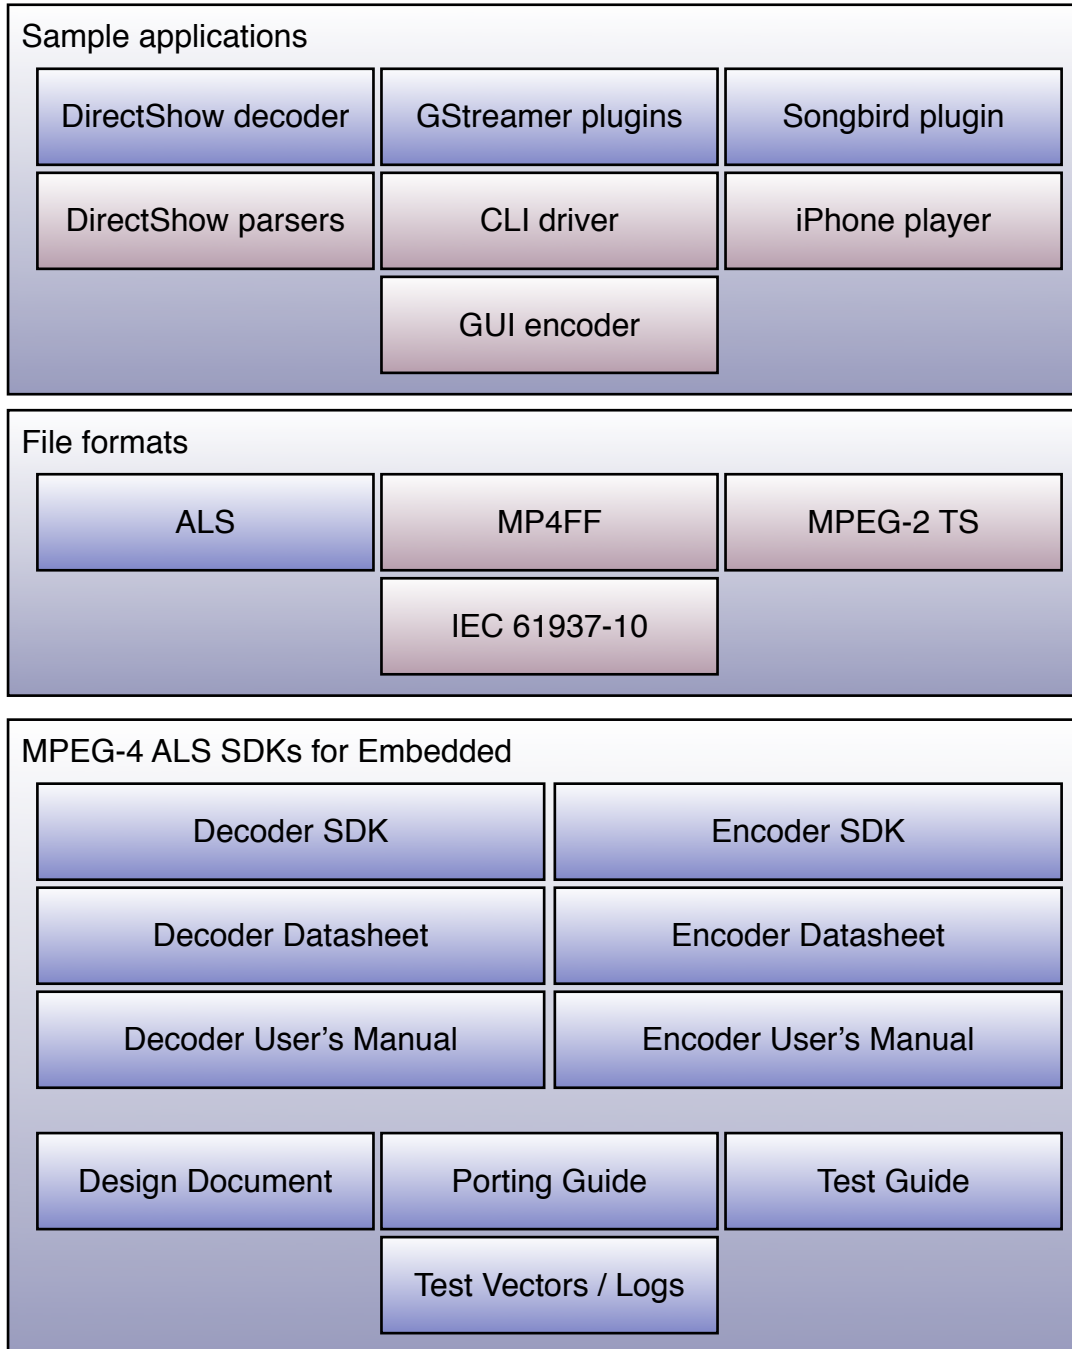 Sample applications
DirectShow decoder
GStreamer plugins
Songbird plugin
DirectShow parsers
CLI driver
iPhone player
GUI encoder
File formats
ALS
MP4FF
MPEG-2 TS
IEC 61937-10
MPEG-4 ALS SDKs for Embedded
Decoder SDK
Encoder SDK
Decoder Datasheet
Encoder Datasheet
Decoder User’s Manual
Encoder User’s Manual
Design Document
Porting Guide
Test Guide
Test Vectors / Logs